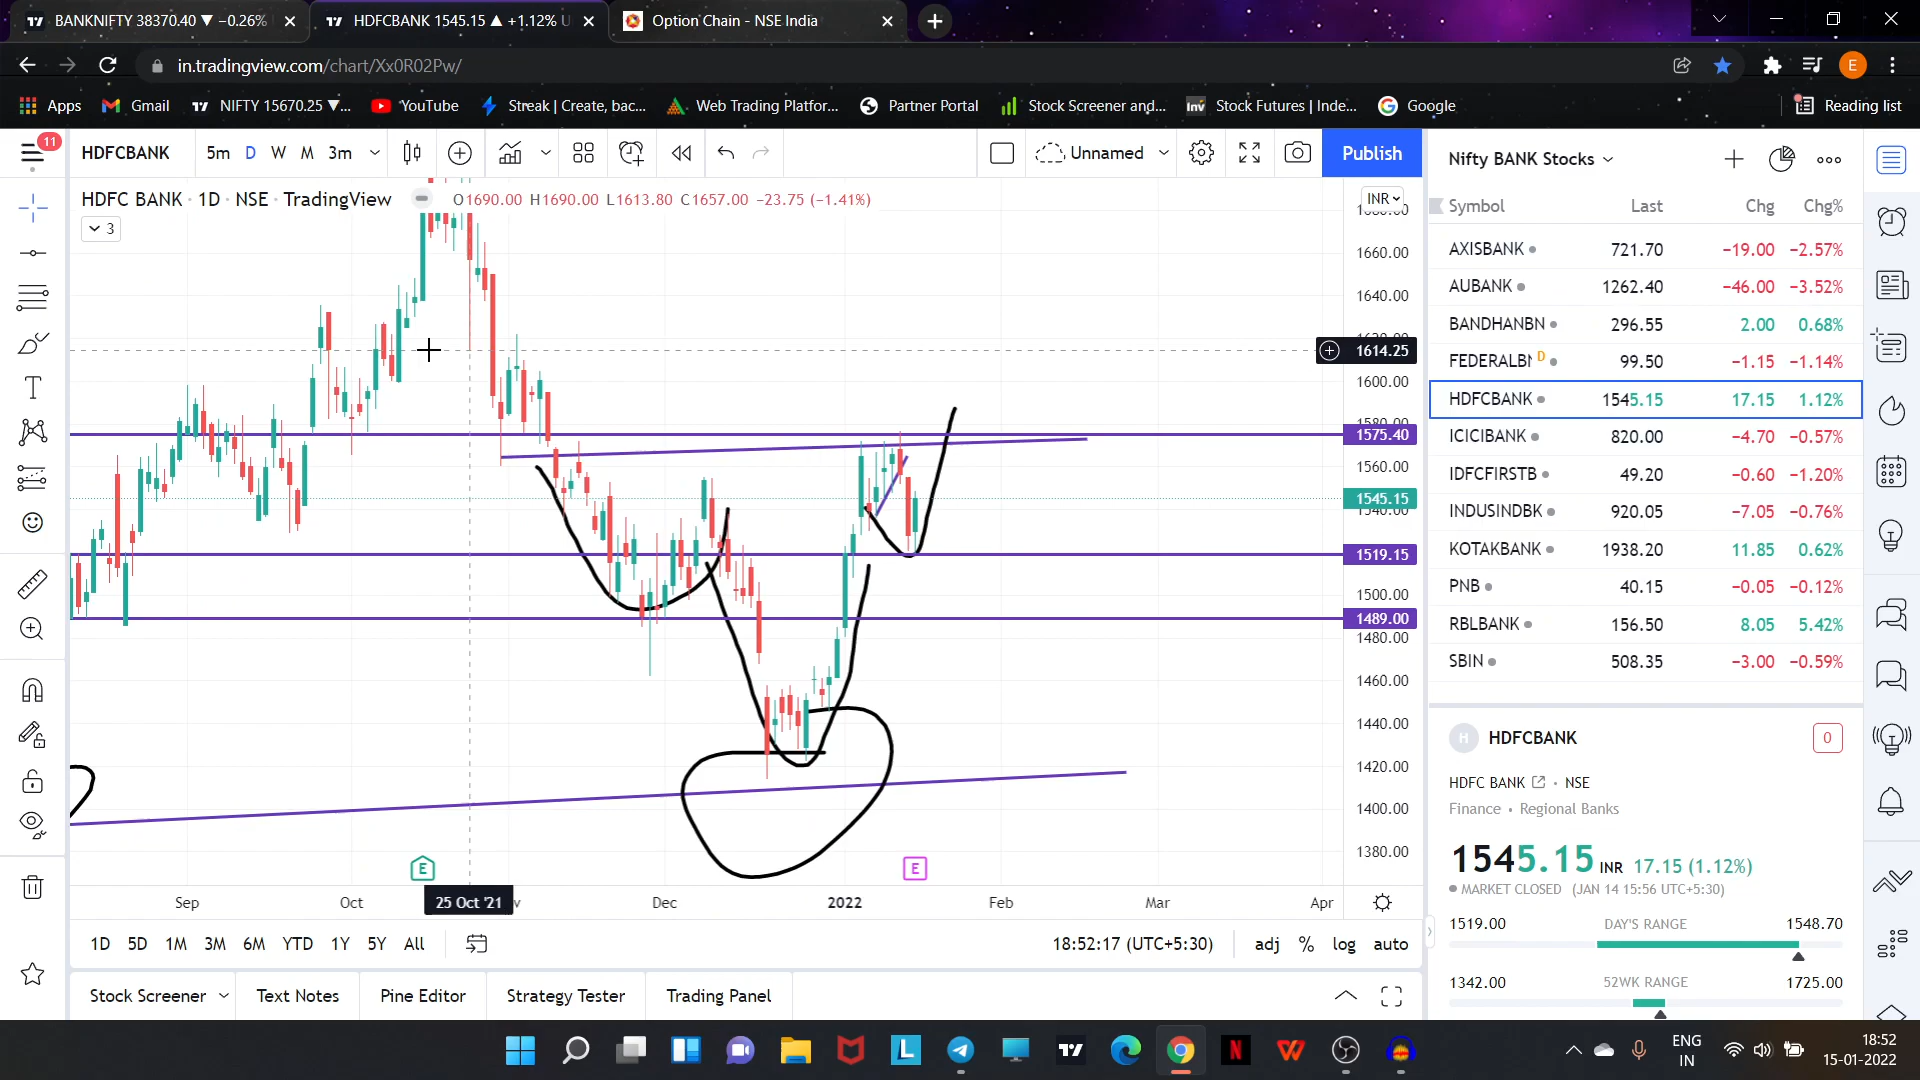 BANKNIFTY 38370.40 ▼ −0.26%
HDFCBANK 1545.15 ▲ +1.12% U
Option Chain - NSE India
in.tradingview.com/chart/Xx0R02Pw/
E
Apps
Gmail
NIFTY 15670.25 ▼...
YouTube
Streak | Create, bac...
Web Trading Platfor...
Partner Portal
Stock Screener and...
Inv
Stock Futures | Inde...
Google
Reading list
11
HDFCBANK
5m
D
W
M
3m
Unnamed
Publish
HDFC BANK · 1D · NSE · TradingView
O1690.00 H1690.00 L1613.80 C1657.00 −23.75 (−1.41%)
3
INR
1660.00
1640.00
1614.25
1600.00
1575.40
1560.00
1545.15
1540.00
1519.15
1500.00
1489.00
1480.00
1460.00
1440.00
1420.00
1400.00
1380.00
E
E
Sep
Oct
25 Oct '21
Dec
2022
Feb
Mar
Apr
1D 5D 1M 3M 6M YTD 1Y 5Y All
18:52:17 (UTC+5:30)
adj % log auto
Stock Screener
Text Notes
Pine Editor
Strategy Tester
Trading Panel
Nifty BANK Stocks
Symbol Last Chg Chg%
AXISBANK 721.70 −19.00 −2.57%
AUBANK 1262.40 −46.00 −3.52%
BANDHANBN 296.55 2.00 0.68%
FEDERALBN D 99.50 −1.15 −1.14%
HDFCBANK 1545.15 17.15 1.12%
ICICIBANK 820.00 −4.70 −0.57%
IDFCFIRSTB 49.20 −0.60 −1.20%
INDUSINDBK 920.05 −7.05 −0.76%
KOTAKBANK 1938.20 11.85 0.62%
PNB 40.15 −0.05 −0.12%
RBLBANK 156.50 8.05 5.42%
SBIN 508.35 −3.00 −0.59%
H HDFCBANK 0
HDFC BANK · NSE
Finance • Regional Banks
1545.15 INR 17.15 (1.12%)
MARKET CLOSED (JAN 14 15:56 UTC+5:30)
1519.00 DAY'S RANGE 1548.70
1342.00 52WK RANGE 1725.00
L
N
W
ENG
IN
18:52
15-01-2022